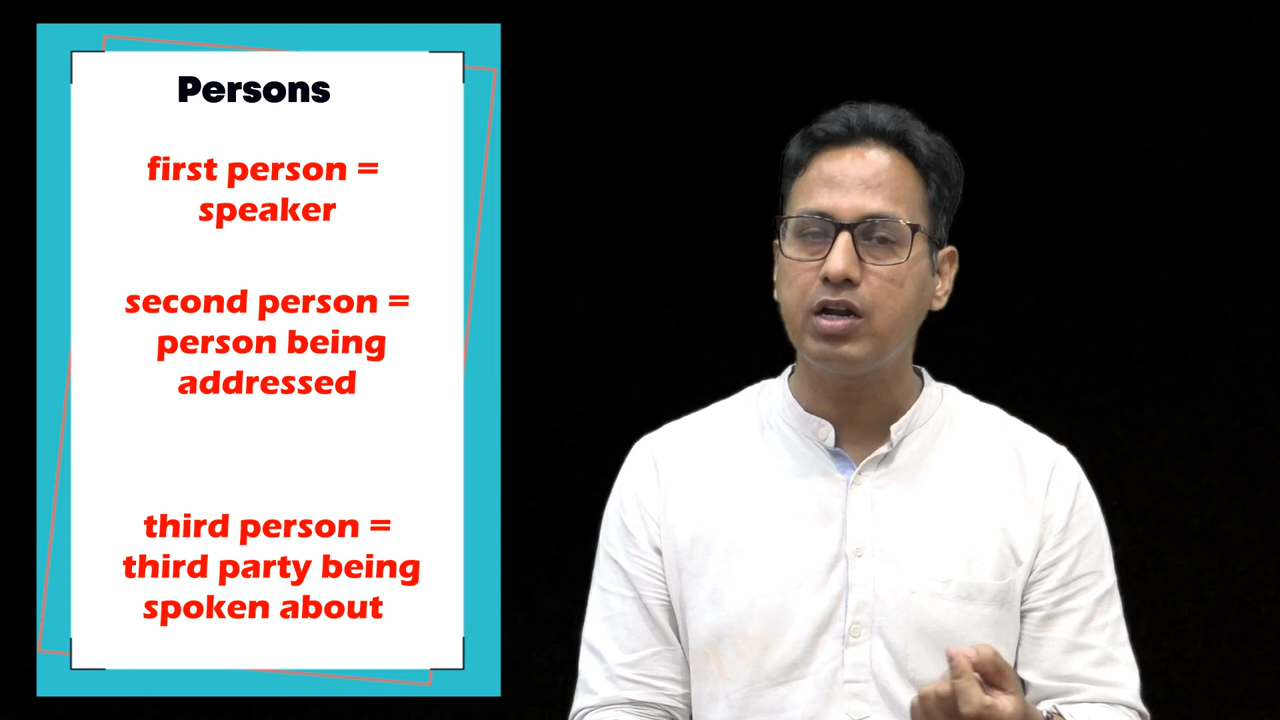 Persons
first person =
speaker
second person =
person being
addressed
third person =
third party being
spoken about